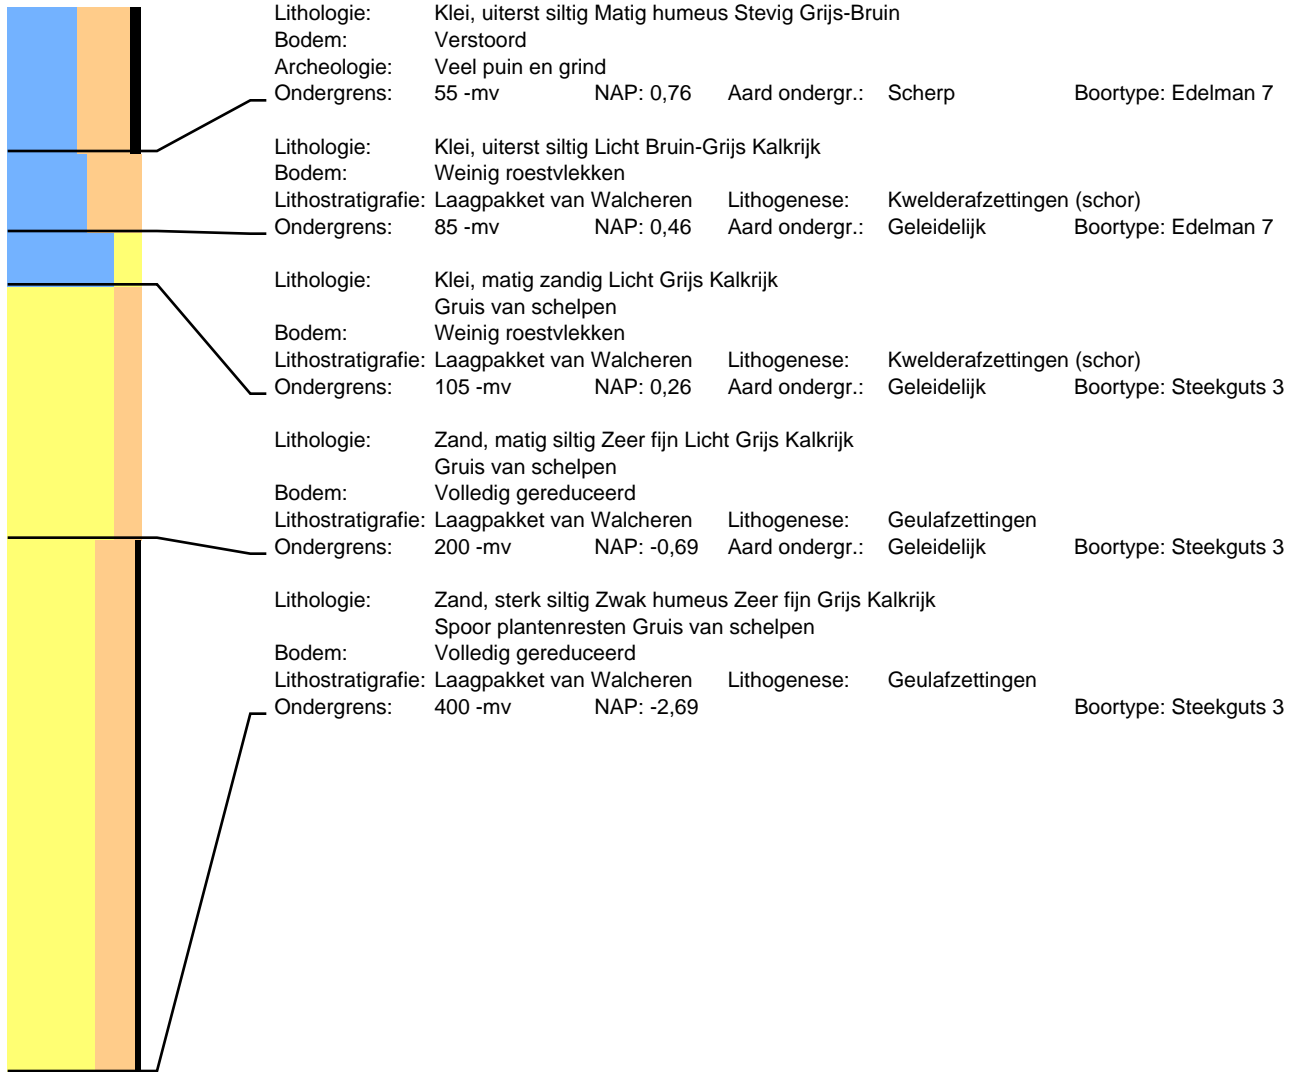 Lithologie: Klei, uiterst siltig Matig humeus Stevig Grijs-Bruin
Bodem: Verstoord
Archeologie: Veel puin en grind
Ondergrens: 55 -mv NAP: 0,76 Aard ondergr.: Scherp Boortype: Edelman 7
Lithologie: Klei, uiterst siltig Licht Bruin-Grijs Kalkrijk
Bodem: Weinig roestvlekken
Lithostratigrafie: Laagpakket van Walcheren Lithogenese: Kwelderafzettingen (schor)
Ondergrens: 85 -mv NAP: 0,46 Aard ondergr.: Geleidelijk Boortype: Edelman 7
Lithologie: Klei, matig zandig Licht Grijs Kalkrijk
Gruis van schelpen
Bodem: Weinig roestvlekken
Lithostratigrafie: Laagpakket van Walcheren Lithogenese: Kwelderafzettingen (schor)
Ondergrens: 105 -mv NAP: 0,26 Aard ondergr.: Geleidelijk Boortype: Steekguts 3
Lithologie: Zand, matig siltig Zeer fijn Licht Grijs Kalkrijk
Gruis van schelpen
Bodem: Volledig gereduceerd
Lithostratigrafie: Laagpakket van Walcheren Lithogenese: Geulafzettingen
Ondergrens: 200 -mv NAP: -0,69 Aard ondergr.: Geleidelijk Boortype: Steekguts 3
Lithologie: Zand, sterk siltig Zwak humeus Zeer fijn Grijs Kalkrijk
Spoor plantenresten Gruis van schelpen
Bodem: Volledig gereduceerd
Lithostratigrafie: Laagpakket van Walcheren Lithogenese: Geulafzettingen
Ondergrens: 400 -mv NAP: -2,69 Boortype: Steekguts 3